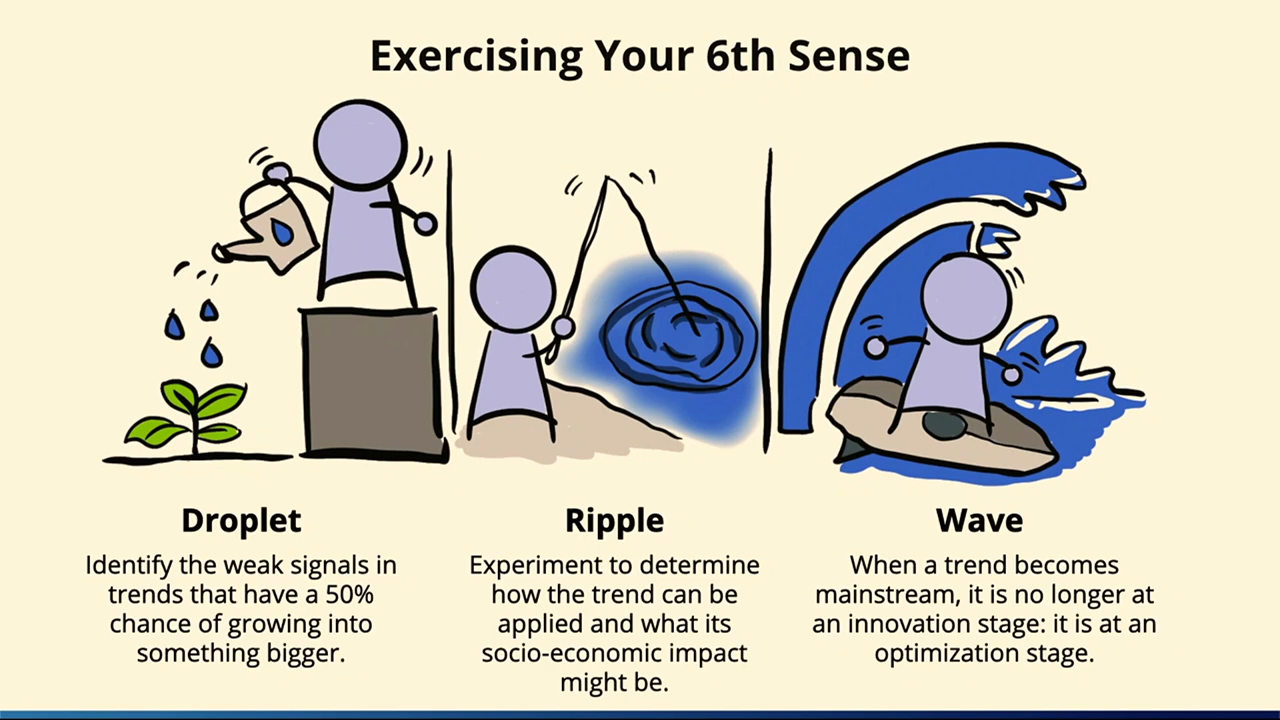 Exercising Your 6th Sense
Droplet
Identify the weak signals in
trends that have a 50%
chance of growing into
something bigger.
Ripple
Experiment to determine
how the trend can be
applied and what its
socio-economic impact
might be.
Wave
When a trend becomes
mainstream, it is no longer at
an innovation stage: it is at an
optimization stage.